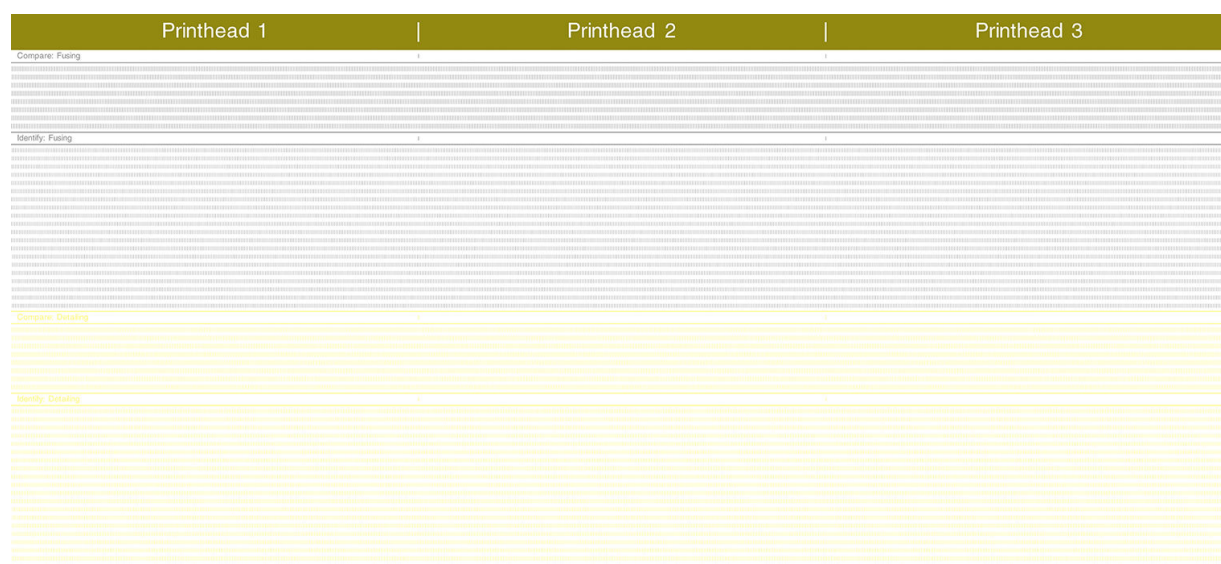 Printhead 1 | Printhead 2 | Printhead 3
Compare: Fusing
Identify: Fusing
Compare: Detailing
Identify: Detailing